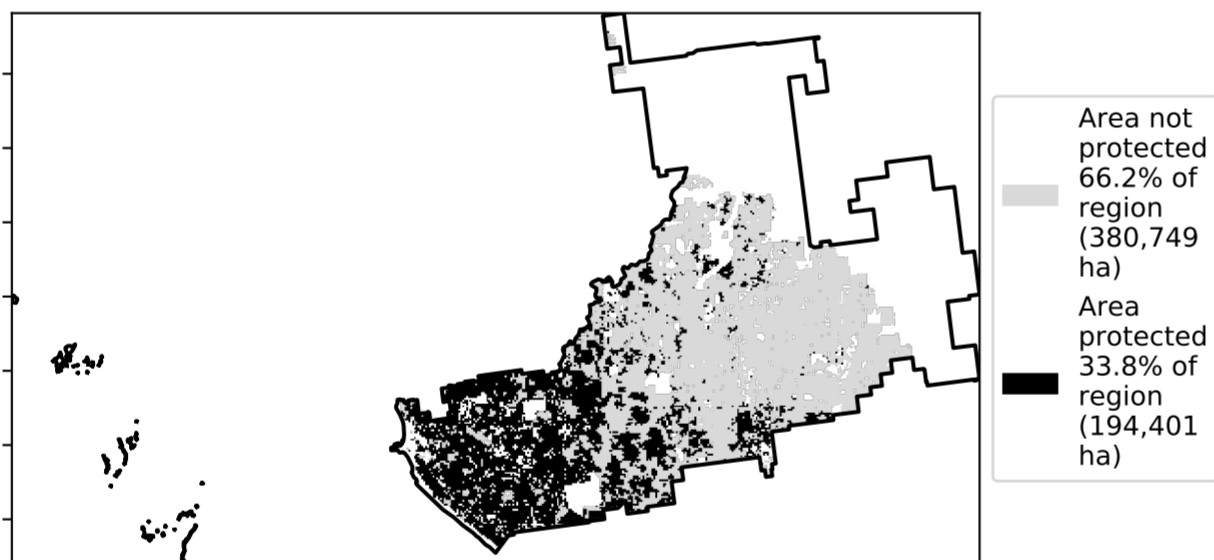 Area not
protected
66.2% of
region
(380,749
ha)
Area
protected
33.8% of
region
(194,401
ha)